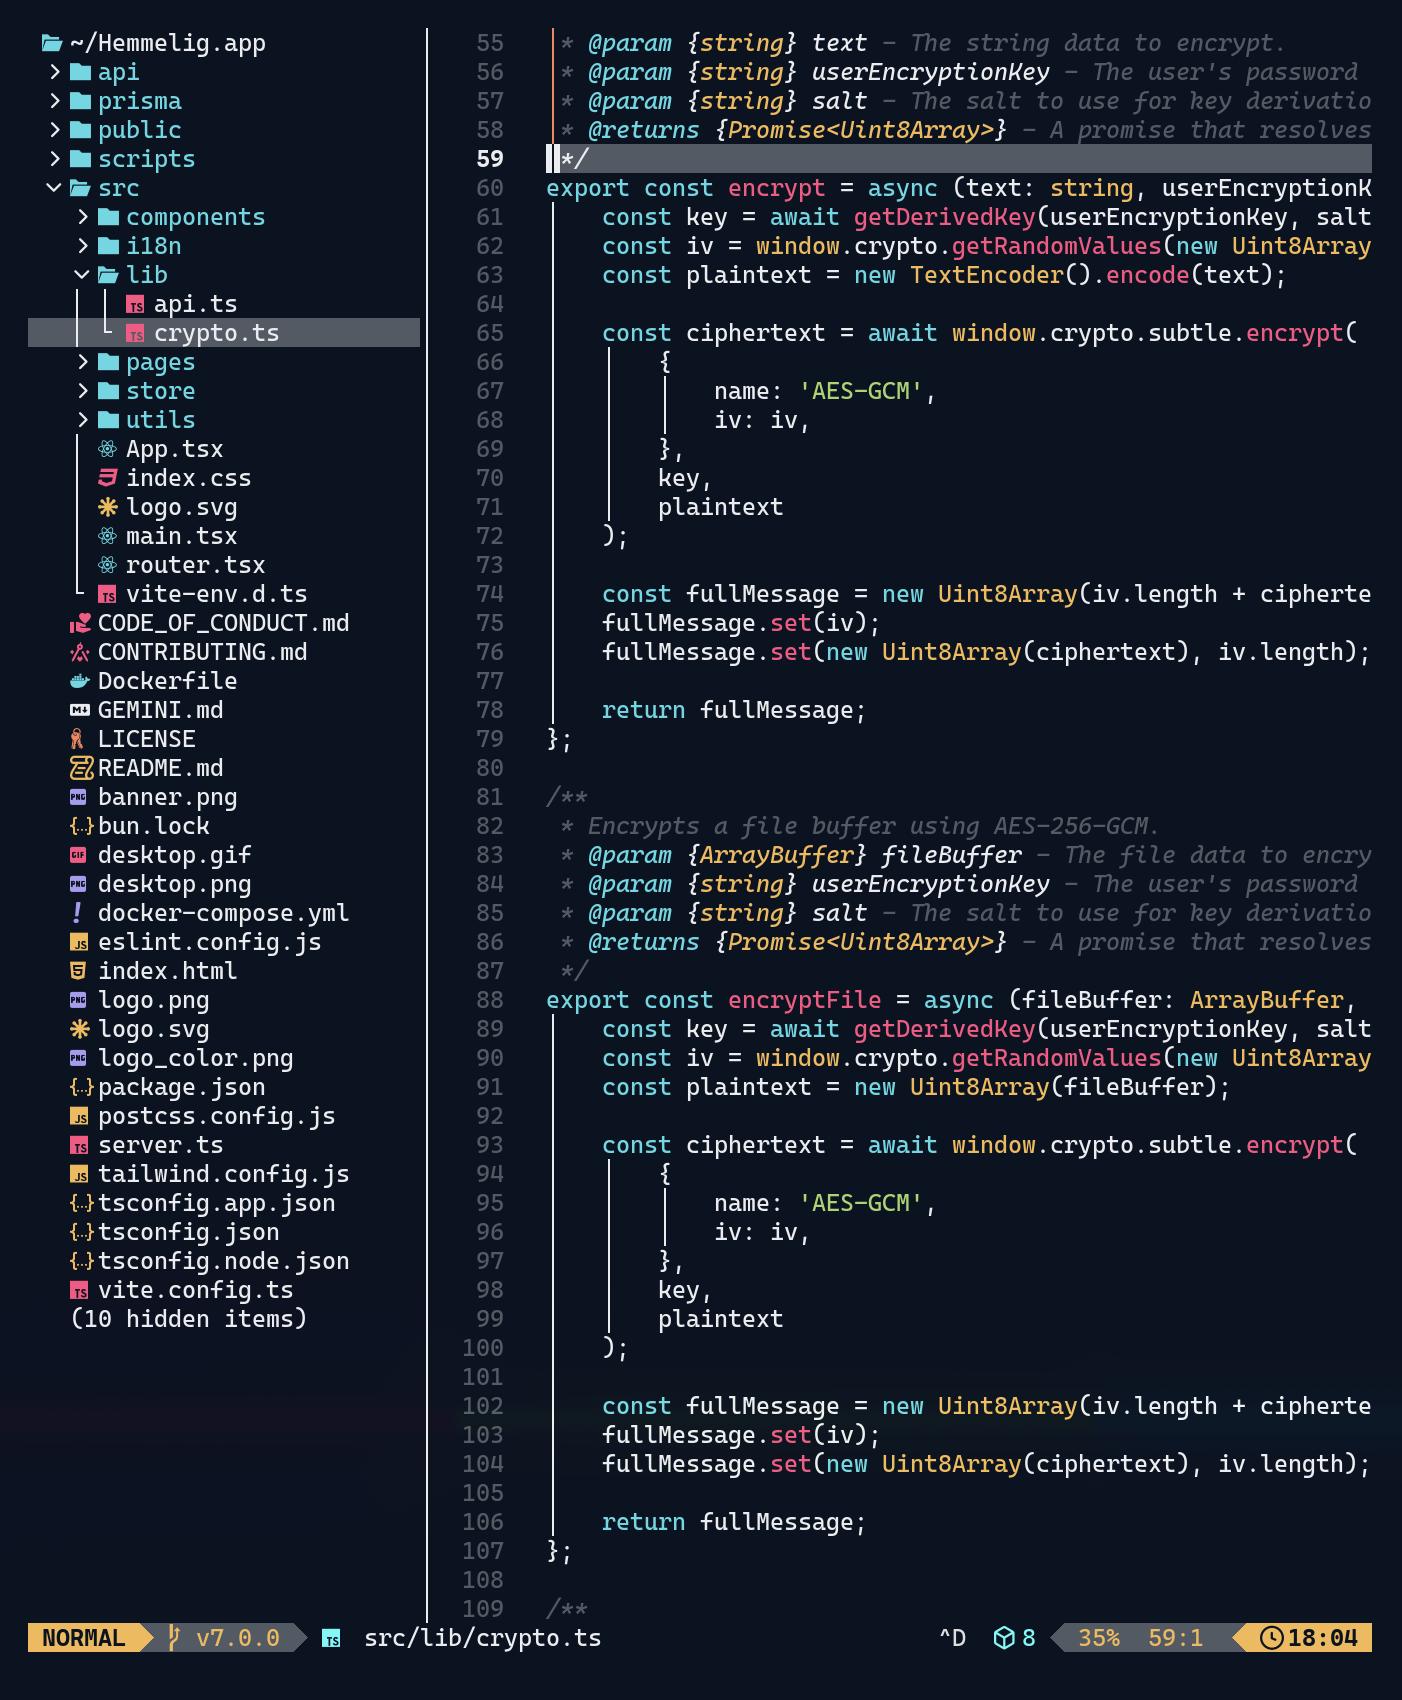 ~/Hemmelig.app
api
prisma
public
scripts
src
components
i18n
lib
TS api.ts
TS crypto.ts
pages
store
utils
App.tsx
index.css
logo.svg
main.tsx
router.tsx
TS vite-env.d.ts
CODE_OF_CONDUCT.md
CONTRIBUTING.md
Dockerfile
GEMINI.md
LICENSE
README.md
PNG banner.png
{…} bun.lock
GIF desktop.gif
PNG desktop.png
! docker-compose.yml
JS eslint.config.js
5 index.html
PNG logo.png
logo.svg
PNG logo_color.png
{…} package.json
JS postcss.config.js
TS server.ts
JS tailwind.config.js
{…} tsconfig.app.json
{…} tsconfig.json
{…} tsconfig.node.json
TS vite.config.ts
(10 hidden items)
55  * @param {string} text - The string data to encrypt.
56  * @param {string} userEncryptionKey - The user's password
57  * @param {string} salt - The salt to use for key derivatio
58  * @returns {Promise<Uint8Array>} - A promise that resolves
59  */
60 export const encrypt = async (text: string, userEncryptionK
61     const key = await getDerivedKey(userEncryptionKey, salt
62     const iv = window.crypto.getRandomValues(new Uint8Array
63     const plaintext = new TextEncoder().encode(text);
64
65     const ciphertext = await window.crypto.subtle.encrypt(
66         {
67             name: 'AES-GCM',
68             iv: iv,
69         },
70         key,
71         plaintext
72     );
73
74     const fullMessage = new Uint8Array(iv.length + cipherte
75     fullMessage.set(iv);
76     fullMessage.set(new Uint8Array(ciphertext), iv.length);
77
78     return fullMessage;
79 };
80
81 /**
82  * Encrypts a file buffer using AES-256-GCM.
83  * @param {ArrayBuffer} fileBuffer - The file data to encry
84  * @param {string} userEncryptionKey - The user's password
85  * @param {string} salt - The salt to use for key derivatio
86  * @returns {Promise<Uint8Array>} - A promise that resolves
87  */
88 export const encryptFile = async (fileBuffer: ArrayBuffer,
89     const key = await getDerivedKey(userEncryptionKey, salt
90     const iv = window.crypto.getRandomValues(new Uint8Array
91     const plaintext = new Uint8Array(fileBuffer);
92
93     const ciphertext = await window.crypto.subtle.encrypt(
94         {
95             name: 'AES-GCM',
96             iv: iv,
97         },
98         key,
99         plaintext
100     );
101
102     const fullMessage = new Uint8Array(iv.length + cipherte
103     fullMessage.set(iv);
104     fullMessage.set(new Uint8Array(ciphertext), iv.length);
105
106     return fullMessage;
107 };
108
109 /**
NORMAL v7.0.0 TS src/lib/crypto.ts ^D 8 35% 59:1 18:04